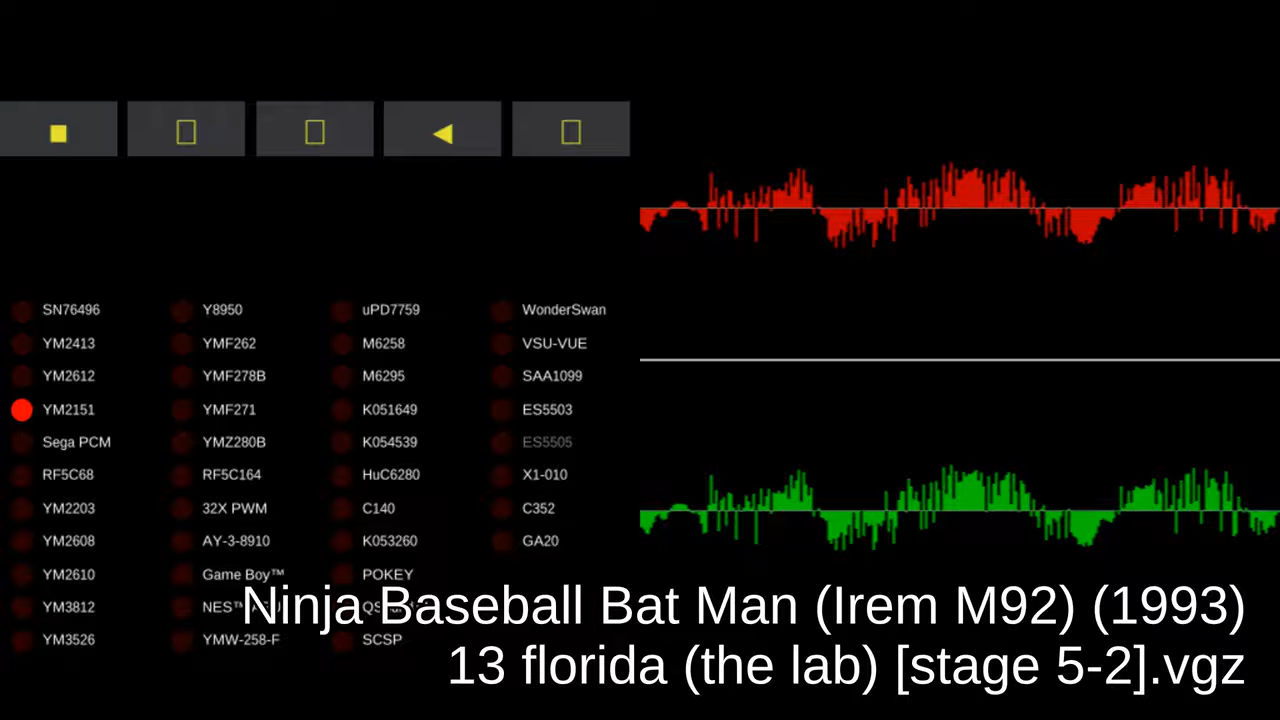 SN76496 Y8950 uPD7759 WonderSwan
YM2413 YMF262 M6258 VSU-VUE
YM2612 YMF278B M6295 SAA1099
YM2151 YMF271 K051649 ES5503
Sega PCM YMZ280B K054539 ES5505
RF5C68 RF5C164 HuC6280 X1-010
YM2203 32X PWM C140 C352
YM2608 AY-3-8910 K053260 GA20
YM2610 Game Boy™ POKEY
YM3812 NES™
YM3526 YMW-258-F SCSP
Ninja Baseball Bat Man (Irem M92) (1993)
13 florida (the lab) [stage 5-2].vgz